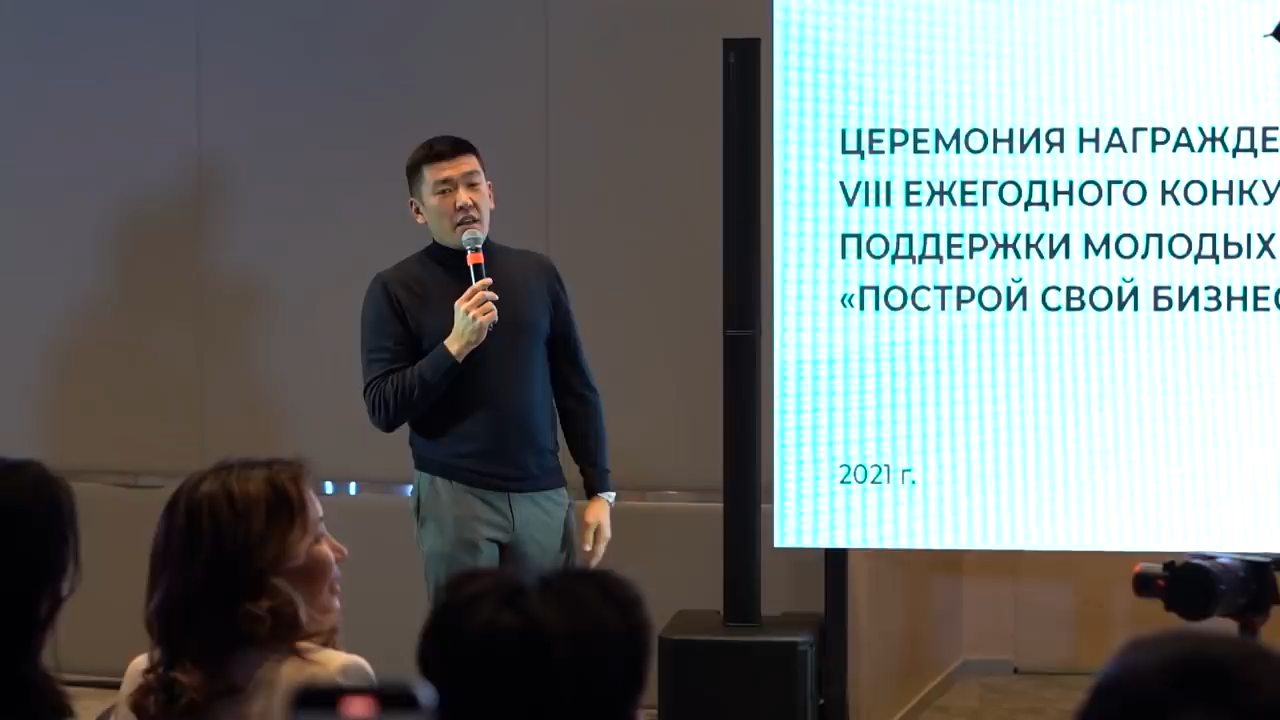 ЦЕРЕМОНИЯ НАГРАЖДЕ
VIII ЕЖЕГОДНОГО КОНКУ
ПОДДЕРЖКИ МОЛОДЫХ
«ПОСТРОЙ СВОЙ БИЗНЕС
2021 г.